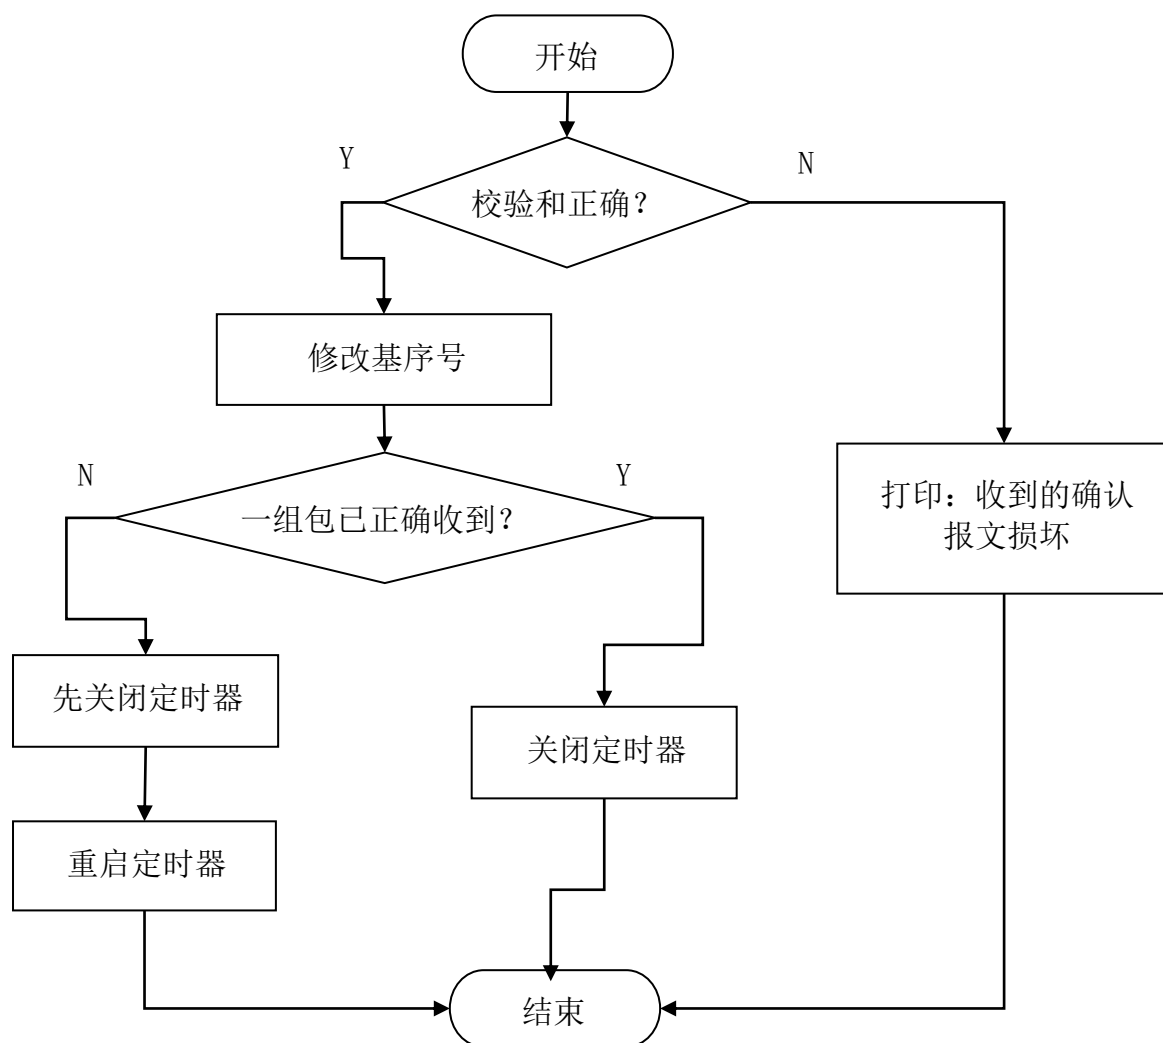 开始
Y
N
校验和正确？
修改基序号
N
Y
一组包已正确收到？
打印：收到的确认
报文损坏
先关闭定时器
关闭定时器
重启定时器
结束